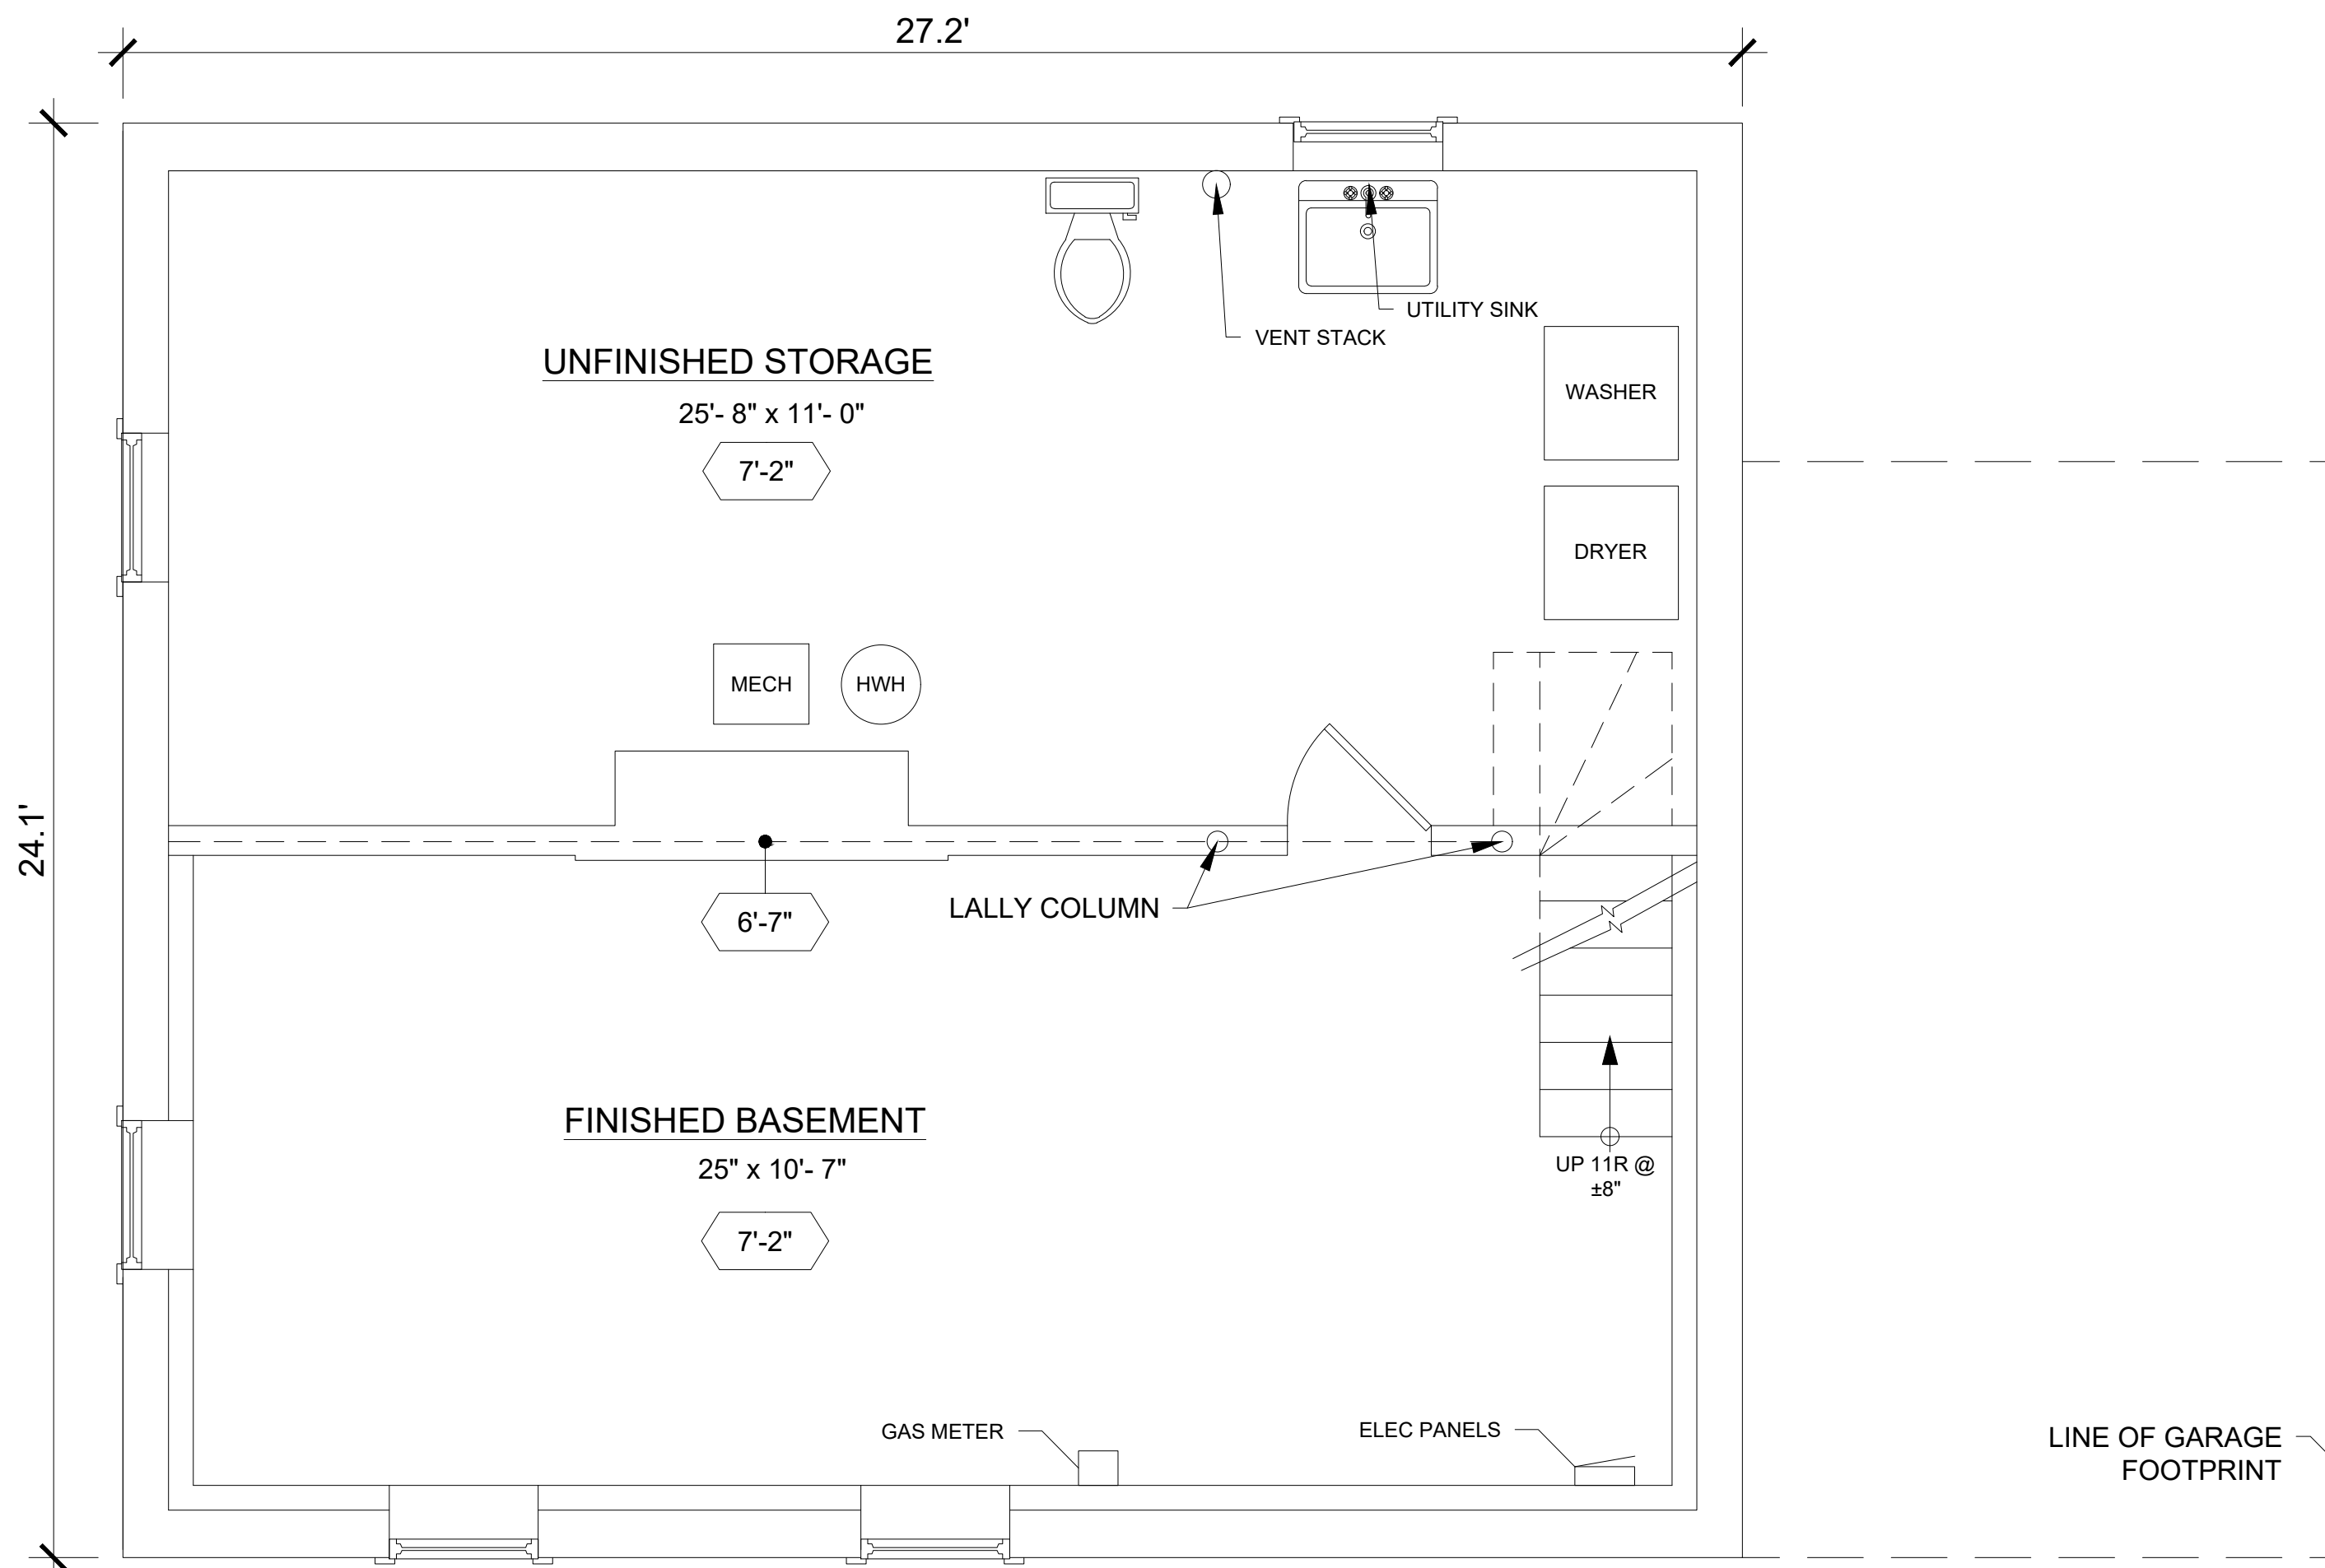 27.2'
24.1'
UTILITY SINK
VENT STACK
UNFINISHED STORAGE
25'- 8" x 11'- 0"
7'-2"
WASHER
DRYER
MECH
HWH
LALLY COLUMN
6'-7"
FINISHED BASEMENT
25" x 10'- 7"
7'-2"
UP 11R @
±8"
GAS METER
ELEC PANELS
LINE OF GARAGE
FOOTPRINT